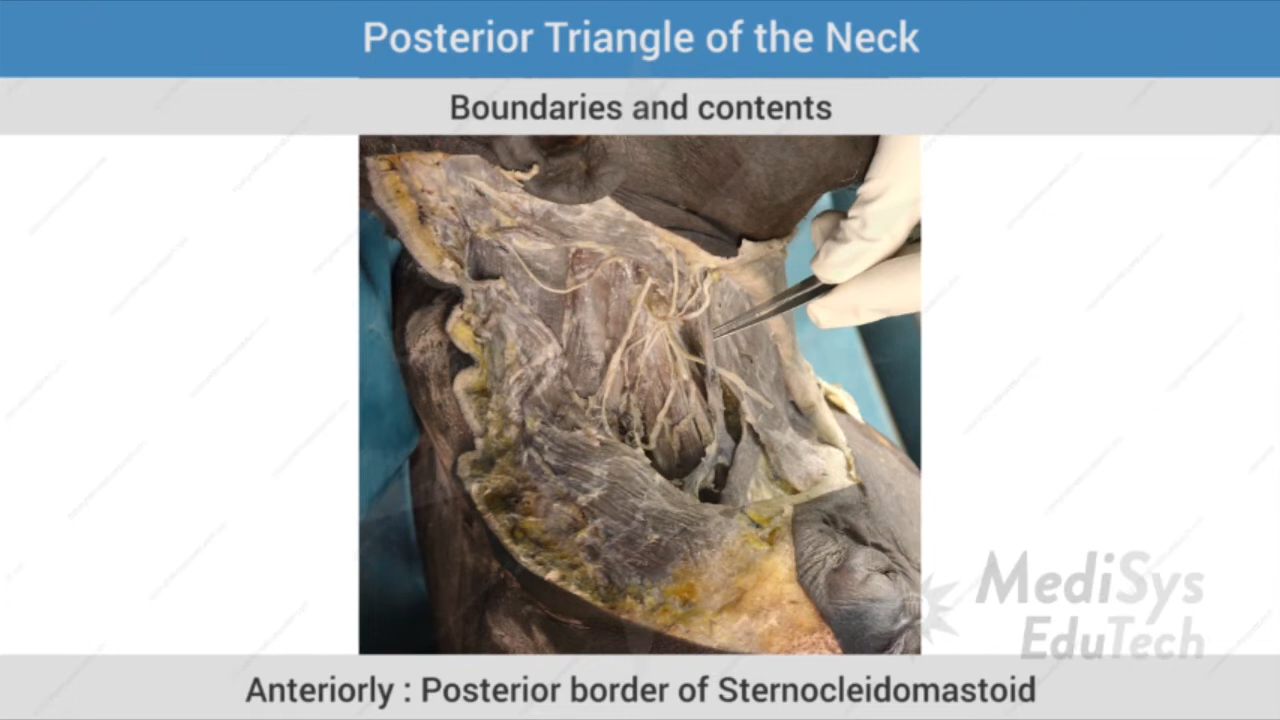 Posterior Triangle of the Neck
Boundaries and contents
MediSys
EduTech
Anteriorly : Posterior border of Sternocleidomastoid